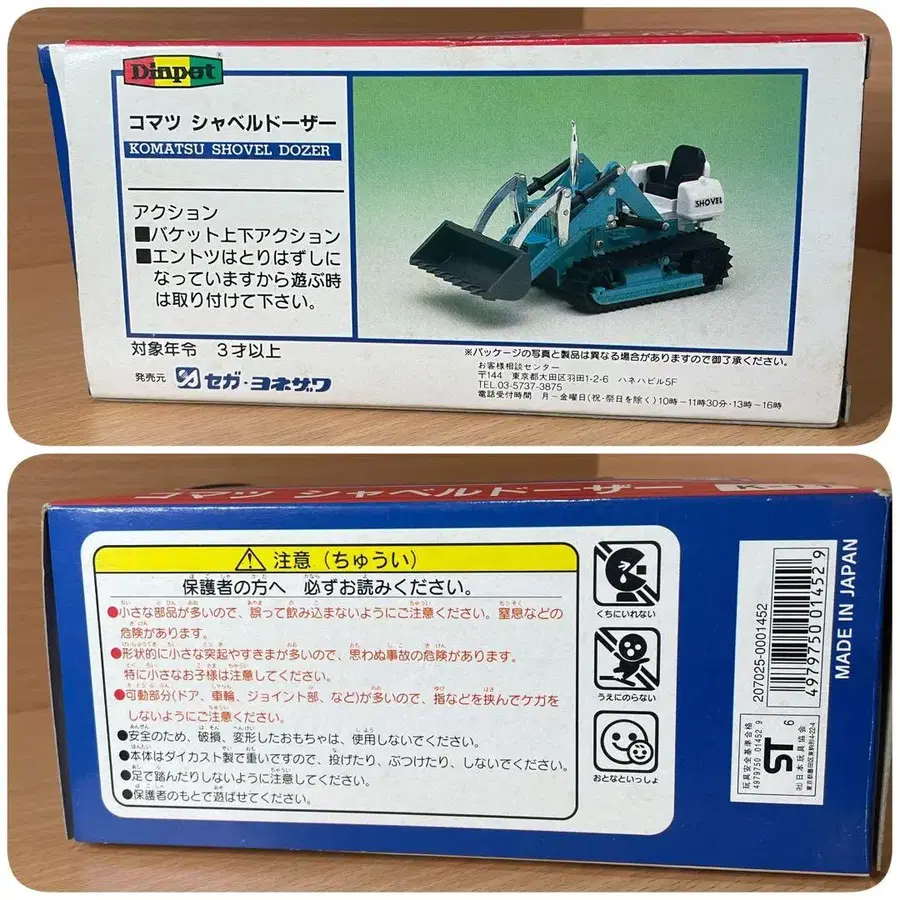 Diapet
コマツ シャベルドーザー
KOMATSU SHOVEL DOZER
アクション
■バケット上下アクション
■エントツはとりはずしに
なっていますから遊ぶ時
は取り付けて下さい。
対象年令 3才以上
発売元 セガ・ヨネザワ
SHOVEL
※パッケージの写真と製品は異なる場合がありますので御了承ください。
お客様相談センター
〒144 東京都大田区羽田1-2-6 ハネハビル5F
TEL.03-5737-3875
電話受付時間 月〜金曜日(祝・祭日を除く)10時〜11時30分・13時〜16時
コマツ シャベルドーザー
注意(ちゅうい)
保護者の方へ 必ずお読みください。
●小さな部品が多いので、誤って飲み込まないようにご注意ください。窒息などの
危険があります。
●形状的に小さな突起やすきまが多いので、思わぬ事故の危険があります。
特に小さなお子様は注意してください。
●可動部分(ドア、車輪、ジョイント部、など)が多いので、指などを挟んでケガを
しないようにご注意ください。
●安全のため、破損、変形したおもちゃは、使用しないでください。
●本体はダイカスト製で重いですので、投げたり、ぶつけたり、しないでください。
●足で踏んだりしないように注意してください。
●保護者のもとで遊ばせてください。
くちにいれない
うえにのらない
おとなといっしょ
207025-0001452
4979750014529
MADE IN JAPAN
玩具安全基準合格
4979750 01452 9
ST 6
(社)日本玩具協会
東京都墨田区東駒形4-22-4